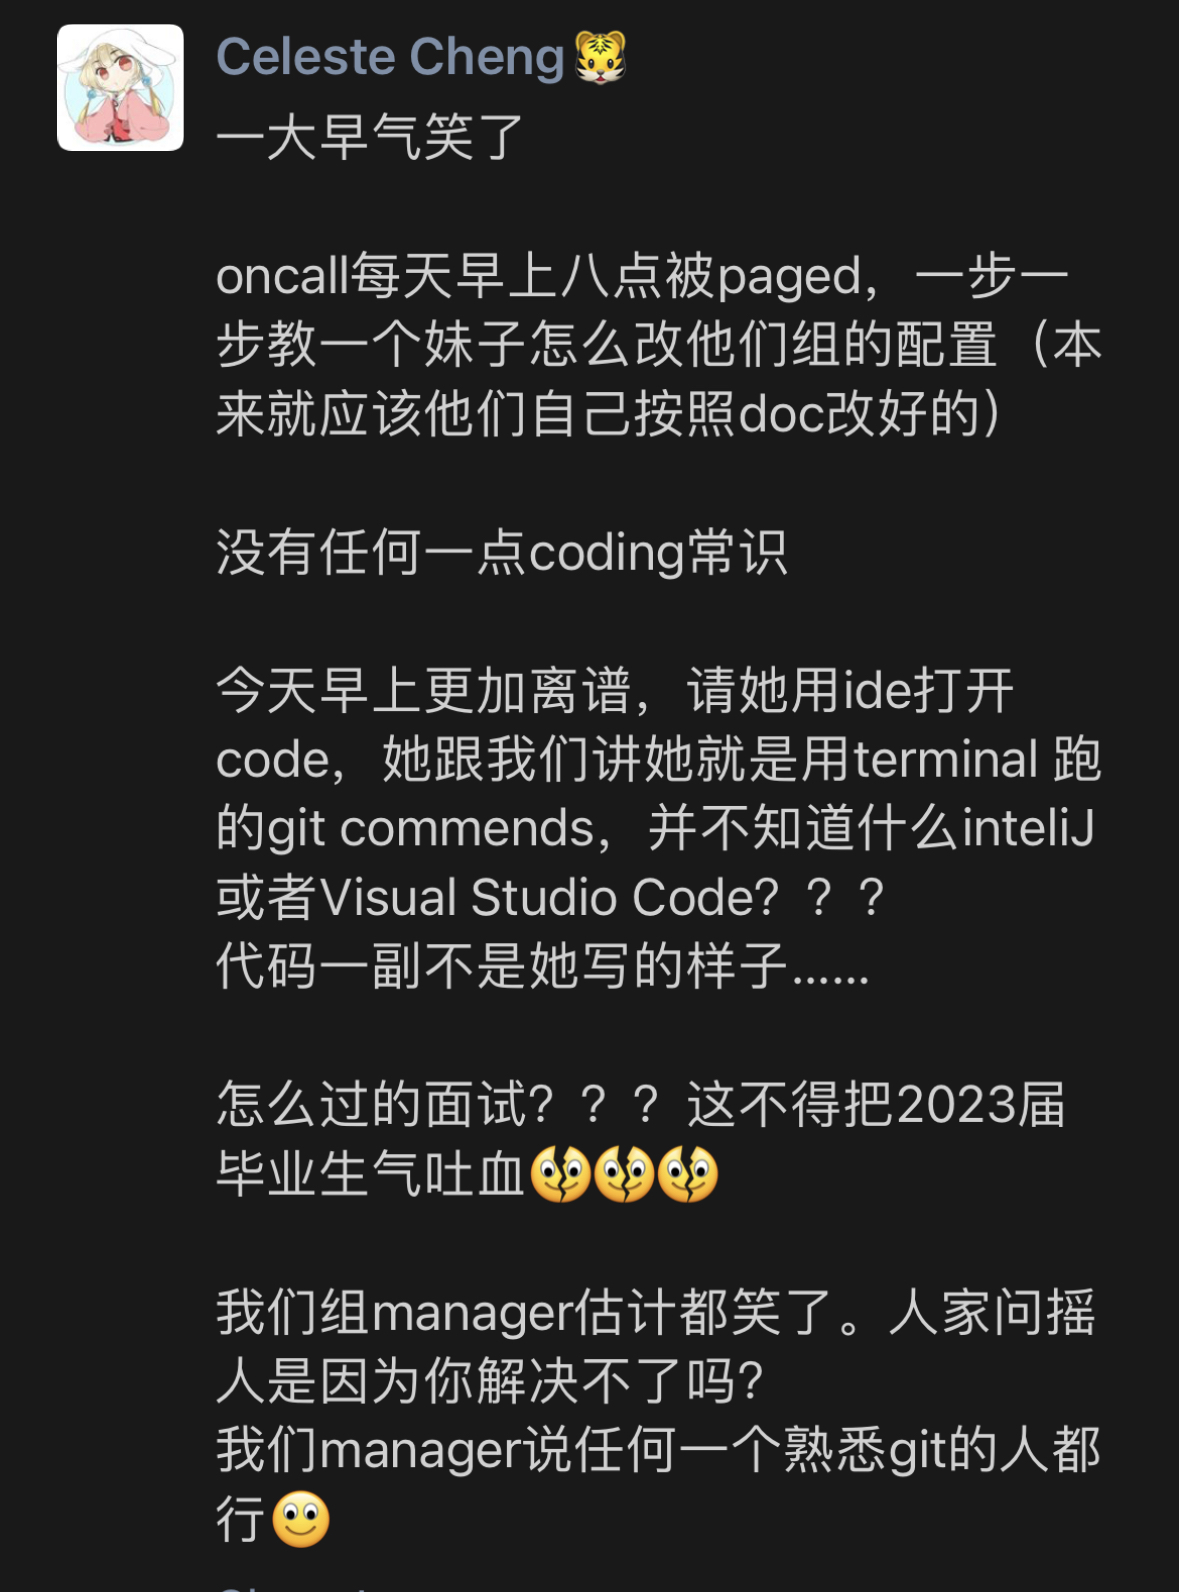 Celeste Cheng🐯
一大早气笑了
oncall每天早上八点被paged，一步一
步教一个妹子怎么改他们组的配置（本
来就应该他们自己按照doc改好的）
没有任何一点coding常识
今天早上更加离谱，请她用ide打开
code，她跟我们讲她就是用terminal 跑
的git commends，并不知道什么inteliJ
或者Visual Studio Code？？？
代码一副不是她写的样子……
怎么过的面试？？？这不得把2023届
毕业生气吐血
我们组manager估计都笑了。人家问摇
人是因为你解决不了吗？
我们manager说任何一个熟悉git的人都
行🙂